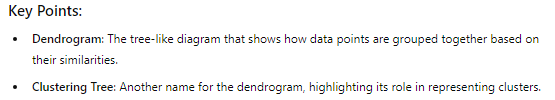 Key Points:
• Dendrogram: The tree-like diagram that shows how data points are grouped together based on
their similarities.
• Clustering Tree: Another name for the dendrogram, highlighting its role in representing clusters.